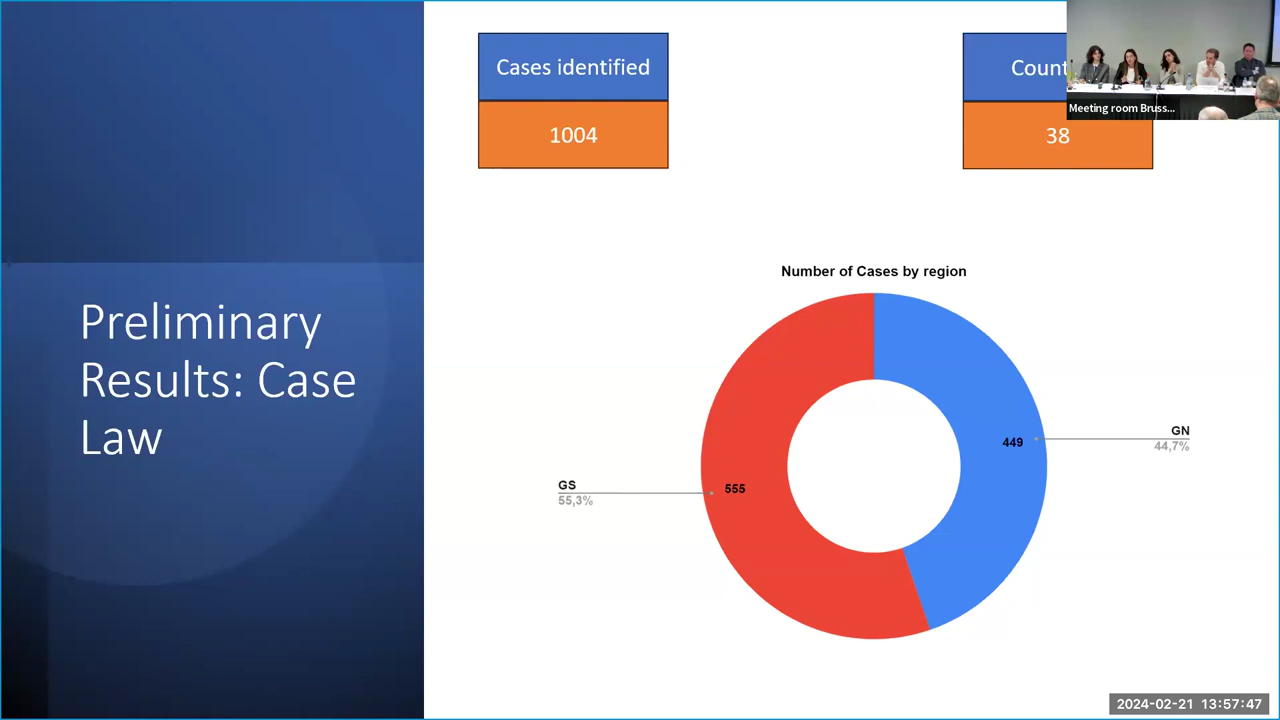 Cases identified
1004
Count
38
Meeting room Bruss...
Preliminary
Results: Case
Law
Number of Cases by region
449
GN
44,7%
GS
55,3%
555
2024-02-21 13:57:47